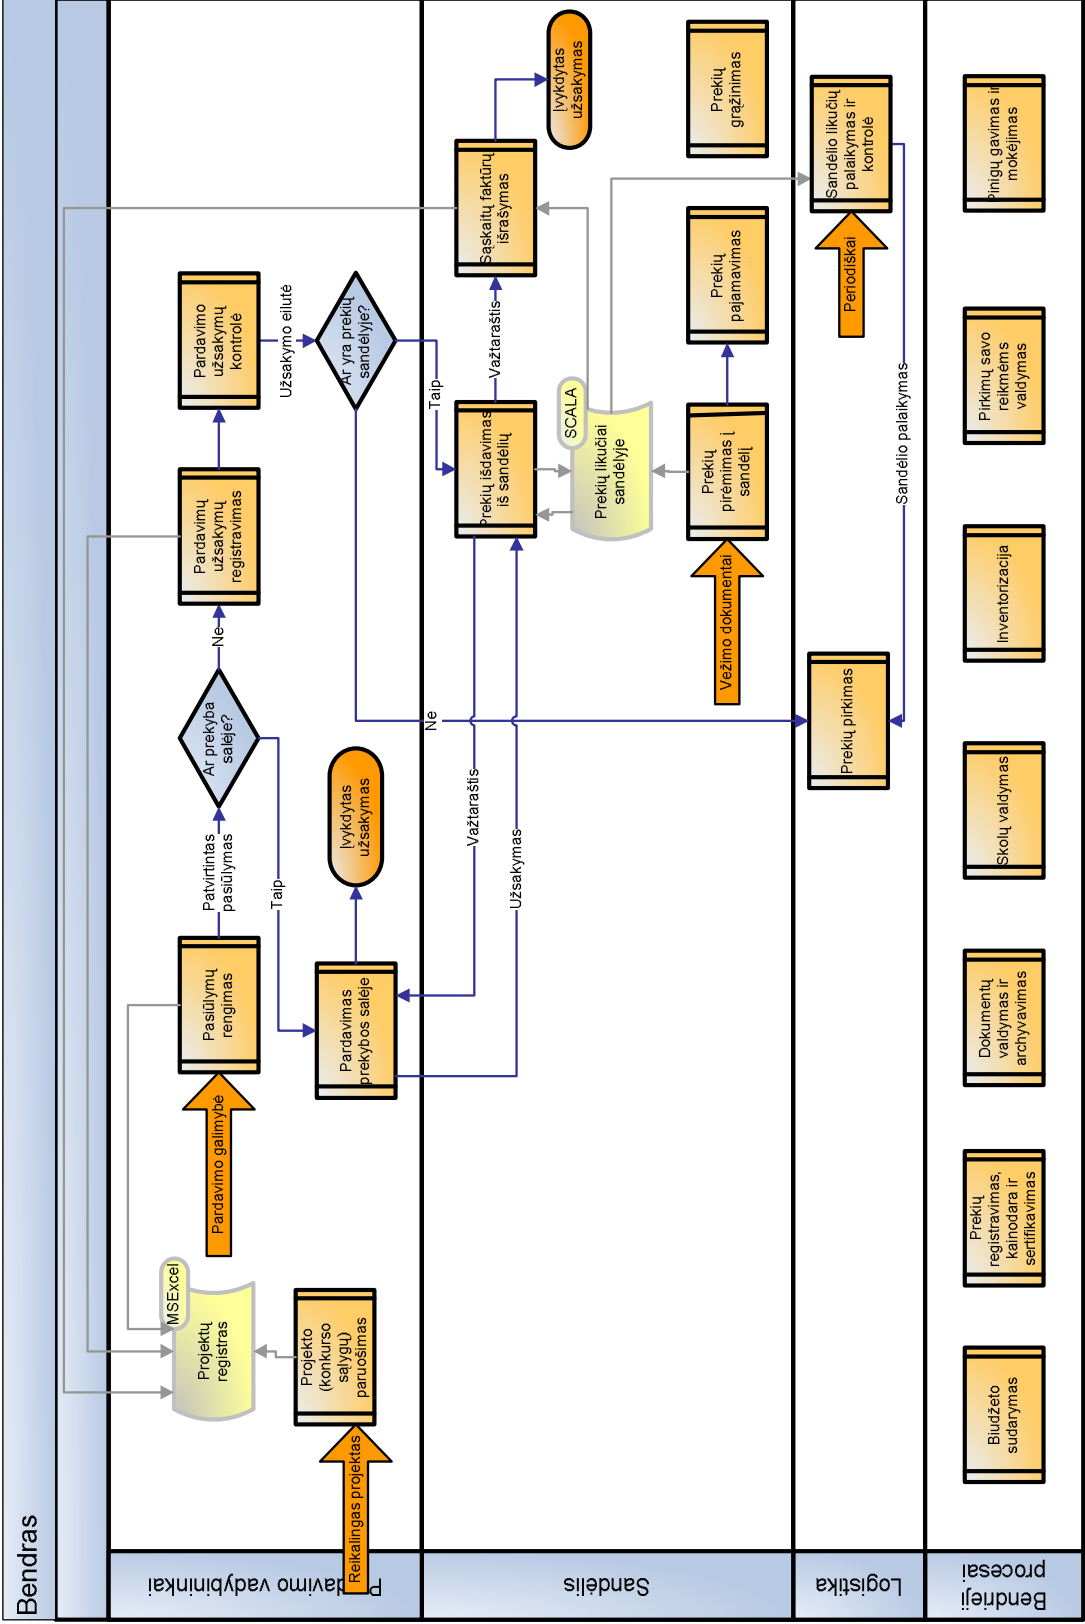 Bendras
Pardavimo vadybininkai
Reikalingas projektas
Projekto
(konkurso
sąlygų)
paruošimas
MSExcel
Projektų
registras
Pardavimo galimybė
Pasiūlymų
rengimas
Patvirtintas
pasiūlymas
Ar prekyba
salėje?
Taip
Ne
Pardavimas
prekybos salėje
Įvykdytas
užsakymas
Pardavimų
užsakymų
registravimas
Pardavimo
užsakymų
kontrolė
Užsakymo eilutė
Ar yra prekių
sandėlyje?
Taip
Ne
Sandėlis
Važtaraštis
Užsakymas
Prekių išdavimas
iš sandėlių
Važtaraštis
Sąskaitų faktūrų
išrašymas
Įvykdytas
užsakymas
SCALA
Prekių likučiai
sandėlyje
Vežimo dokumentai
Prekių
pirėmimas į
sandėlį
Prekių
pajamavimas
Prekių
grąžinimas
Logistika
Prekių pirkimas
Sandėlio palaikymas
Periodiškai
Sandėlio likučių
palaikymas ir
kontrolė
Bendrieji
procesai
Biudžeto
sudarymas
Prekių
registravimas,
kainodara ir
sertifikavimas
Dokumentų
valdymas ir
archyvavimas
Skolų valdymas
Inventorizacija
Pirkimų savo
reikmėms
valdymas
Pinigų gavimas ir
mokėjimas